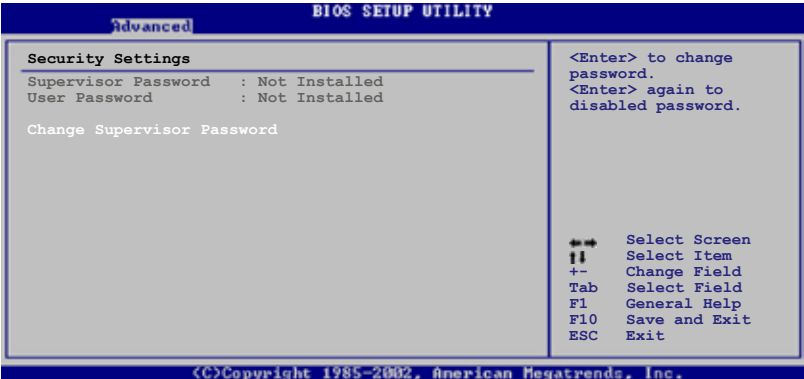 BIOS SETUP UTILITY
Advanced
Security Settings
Supervisor Password : Not Installed
User Password : Not Installed
Change Supervisor Password
<Enter> to change
password.
<Enter> again to
disabled password.
←→ Select Screen
↑↓ Select Item
+- Change Field
Tab Select Field
F1 General Help
F10 Save and Exit
ESC Exit
(C)Copyright 1985-2002, American Megatrends, Inc.